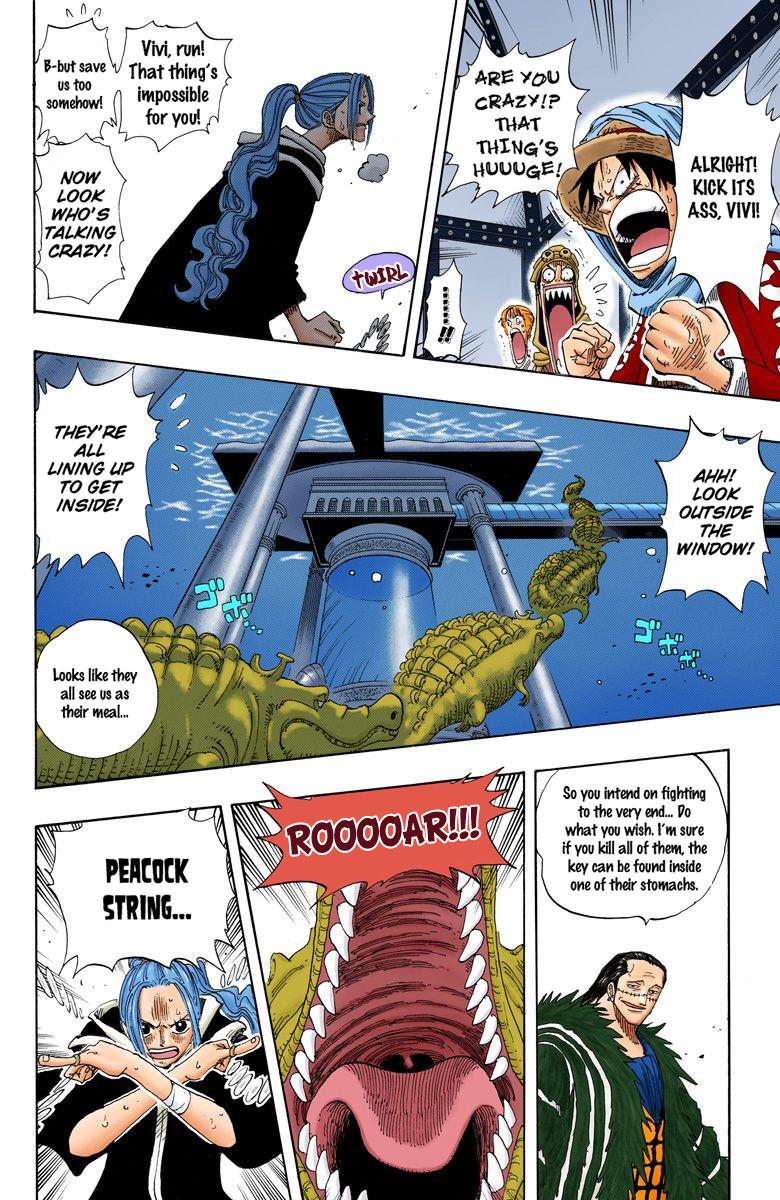 ALRIGHT!
KICK ITS
ASS, VIVI!
ARE YOU
CRAZY!?
THAT
THING'S
HUUUGE!
!!
Vivi, run!
That thing's
impossible
for you!
B-but save
us too
somehow!
NOW
LOOK
WHO'S
TALKING
CRAZY!
TWIRL
AHH!
LOOK
OUTSIDE
THE
WINDOW!
THEY'RE
ALL
LINING UP
TO GET
INSIDE!
ゴボ…
ゴボボ…
Looks like they
all see us as
their meal...
So you intend on fighting
to the very end... Do
what you wish. I'm sure
if you kill all of them, the
key can be found inside
one of their stomachs.
ROOOOAR!!!
PEACOCK
STRING...